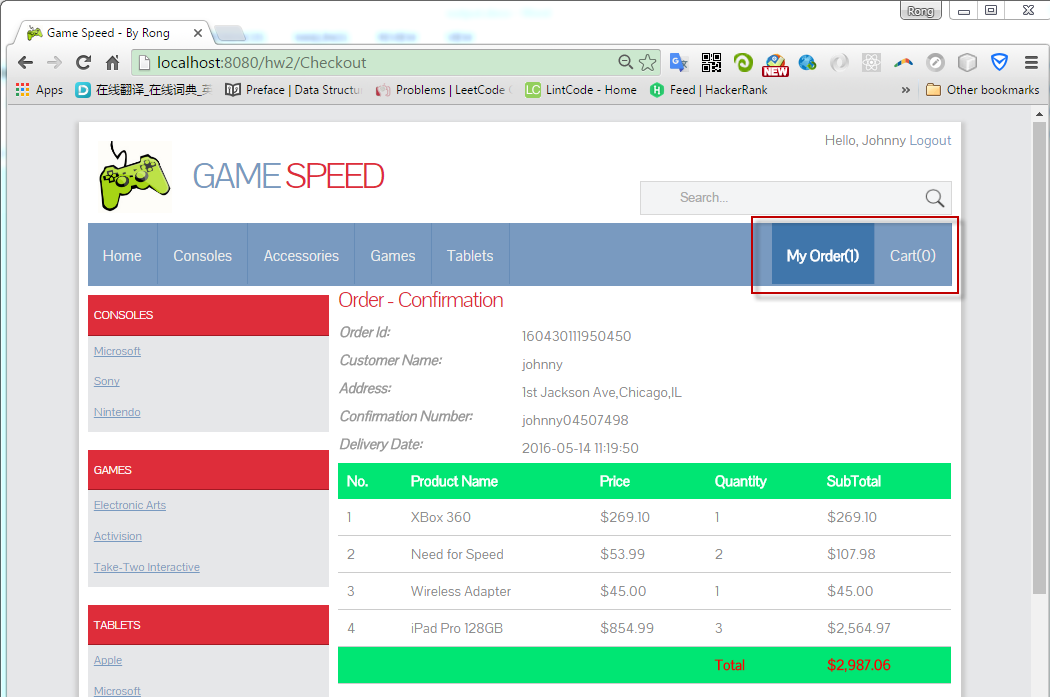 Rong
Game Speed - By Rong
localhost:8080/hw2/Checkout
NEW
Apps
D
在线翻译_在线词典_
Preface | Data Structu
Problems | LeetCode
LC
LintCode - Home
H
Feed | HackerRank
»
Other bookmarks
Hello, Johnny Logout
GAME SPEED
Search...
Home
Consoles
Accessories
Games
Tablets
My Order(1)
Cart(0)
CONSOLES
Microsoft
Sony
Nintendo
GAMES
Electronic Arts
Activision
Take-Two Interactive
TABLETS
Apple
Microsoft
Order - Confirmation
Order Id: 160430111950450
Customer Name: johnny
Address: 1st Jackson Ave,Chicago,IL
Confirmation Number: johnny04507498
Delivery Date: 2016-05-14 11:19:50
No. Product Name Price Quantity SubTotal
1 XBox 360 $269.10 1 $269.10
2 Need for Speed $53.99 2 $107.98
3 Wireless Adapter $45.00 1 $45.00
4 iPad Pro 128GB $854.99 3 $2,564.97
Total $2,987.06